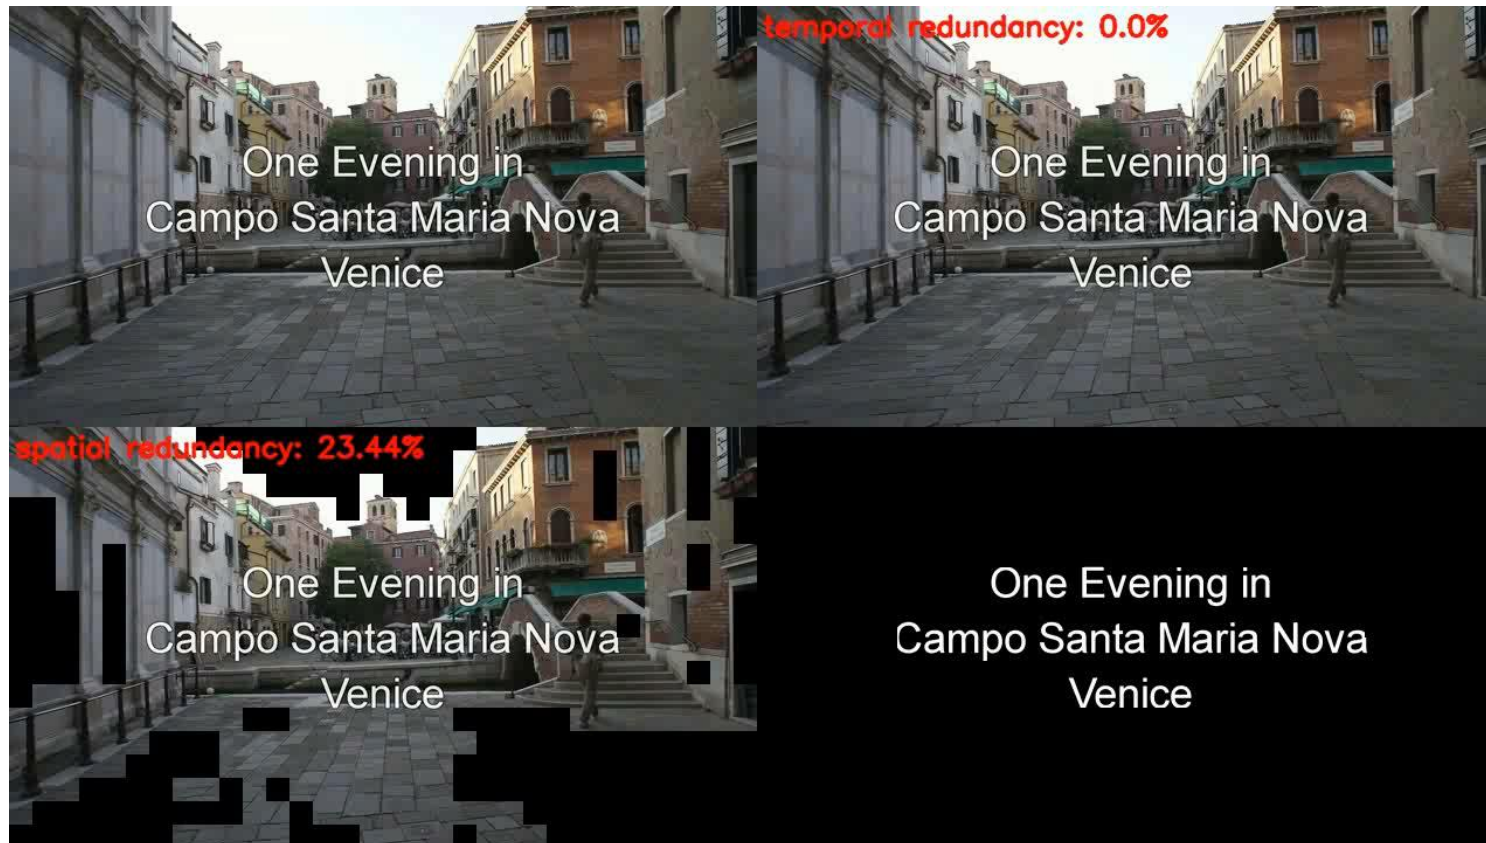 One Evening in
Campo Santa Maria Nova
Venice
temporal redundancy: 0.0%
One Evening in
Campo Santa Maria Nova
Venice
spatial redundancy: 23.44%
One Evening in
Campo Santa Maria Nova
Venice
One Evening in
Campo Santa Maria Nova
Venice